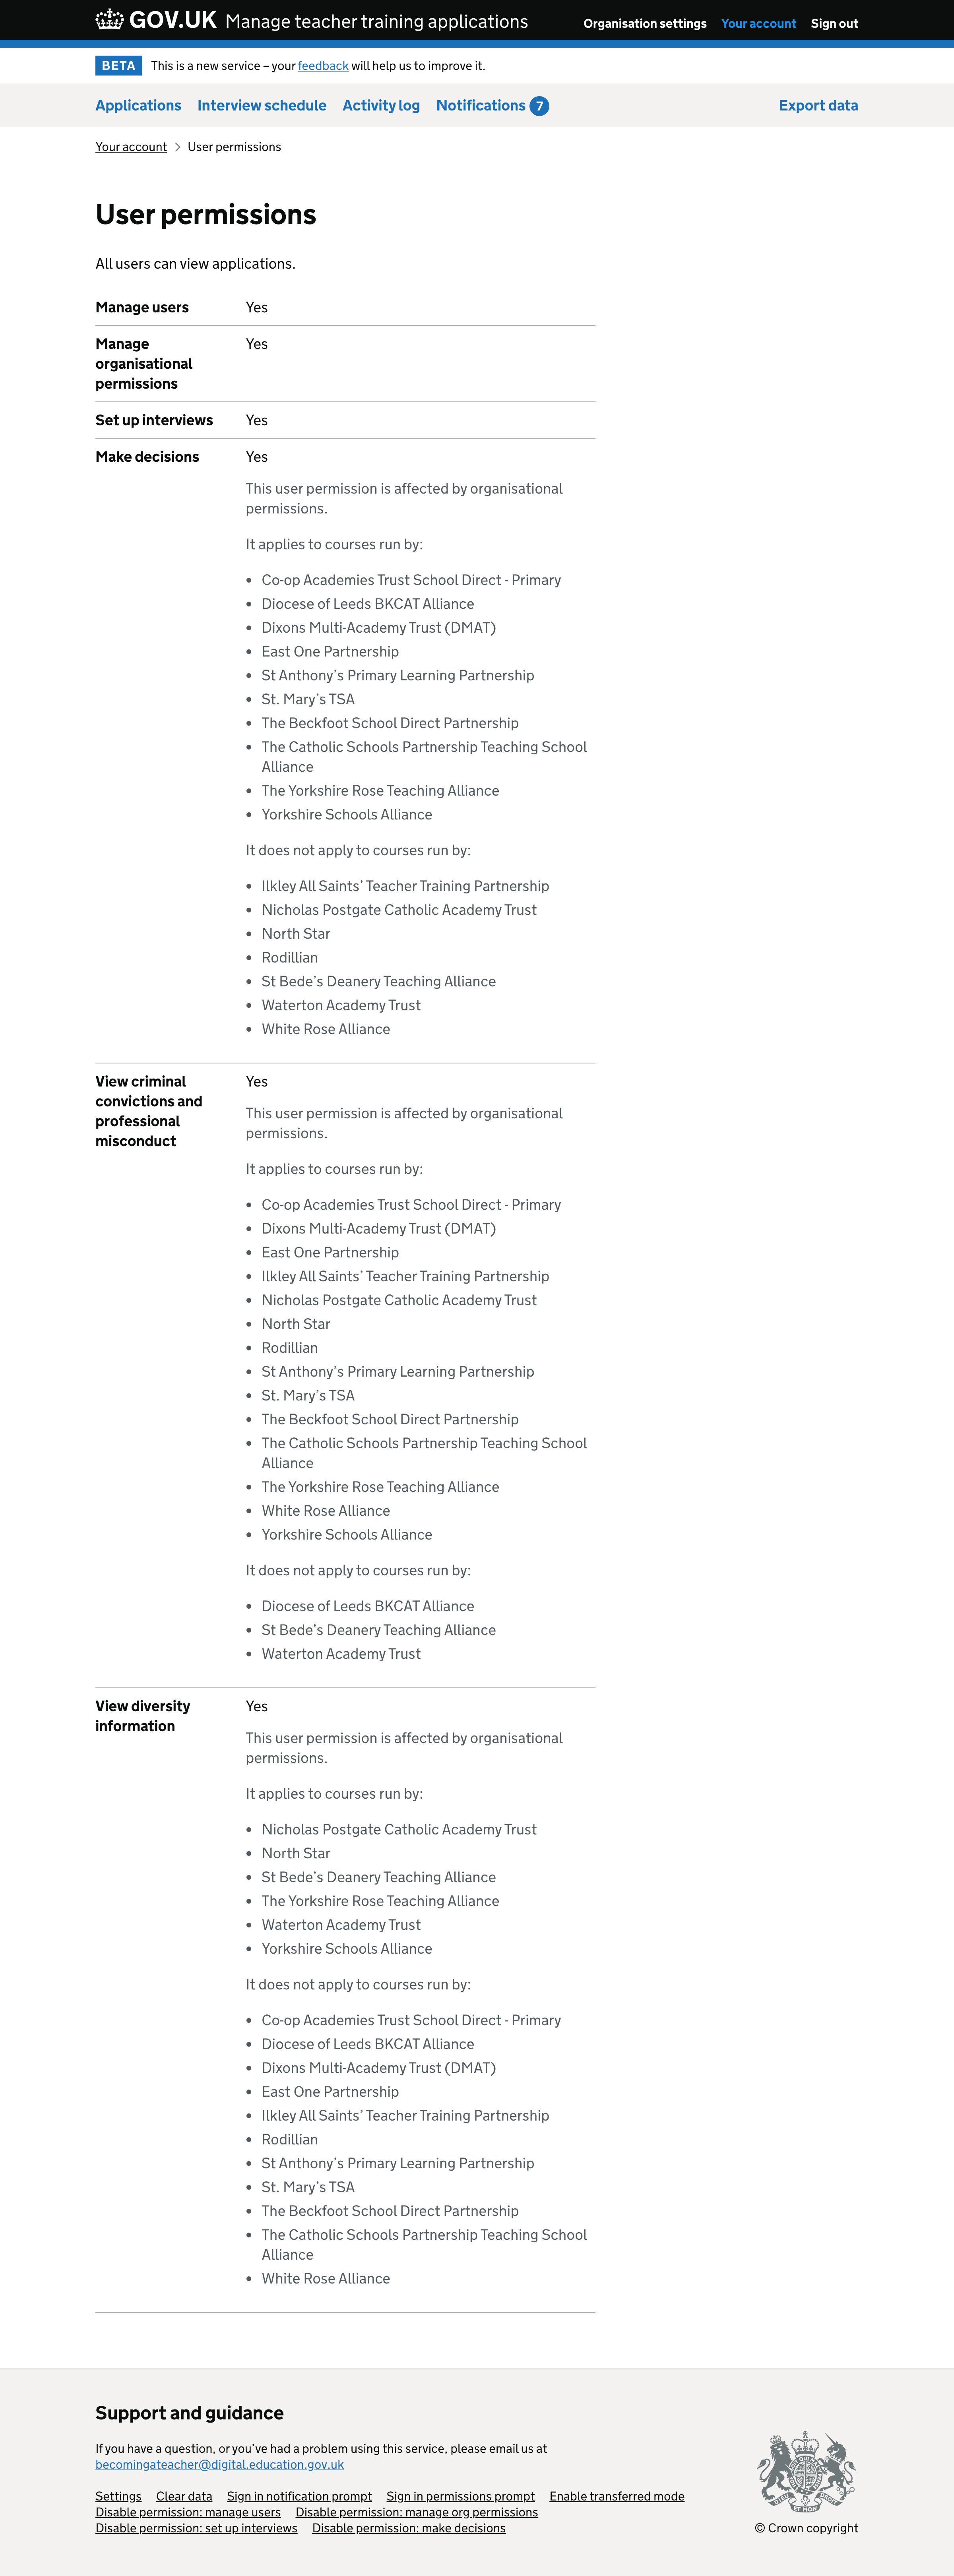 GOV.UK Manage teacher training applications Organisation settings Your account Sign out
BETA This is a new service – your feedback will help us to improve it.
Applications Interview schedule Activity log Notifications 7 Export data
Your account User permissions
User permissions
All users can view applications.
Manage users Yes
Manage Yes
organisational
permissions
Set up interviews Yes
Make decisions Yes
This user permission is affected by organisational
permissions.
It applies to courses run by:
Co-op Academies Trust School Direct - Primary
Diocese of Leeds BKCAT Alliance
Dixons Multi-Academy Trust (DMAT)
East One Partnership
St Anthony’s Primary Learning Partnership
St. Mary’s TSA
The Beckfoot School Direct Partnership
The Catholic Schools Partnership Teaching School
Alliance
The Yorkshire Rose Teaching Alliance
Yorkshire Schools Alliance
It does not apply to courses run by:
Ilkley All Saints’ Teacher Training Partnership
Nicholas Postgate Catholic Academy Trust
North Star
Rodillian
St Bede’s Deanery Teaching Alliance
Waterton Academy Trust
White Rose Alliance
View criminal Yes
convictions and
professional
misconduct
This user permission is affected by organisational
permissions.
It applies to courses run by:
Co-op Academies Trust School Direct - Primary
Dixons Multi-Academy Trust (DMAT)
East One Partnership
Ilkley All Saints’ Teacher Training Partnership
Nicholas Postgate Catholic Academy Trust
North Star
Rodillian
St Anthony’s Primary Learning Partnership
St. Mary’s TSA
The Beckfoot School Direct Partnership
The Catholic Schools Partnership Teaching School
Alliance
The Yorkshire Rose Teaching Alliance
White Rose Alliance
Yorkshire Schools Alliance
It does not apply to courses run by:
Diocese of Leeds BKCAT Alliance
St Bede’s Deanery Teaching Alliance
Waterton Academy Trust
View diversity Yes
information
This user permission is affected by organisational
permissions.
It applies to courses run by:
Nicholas Postgate Catholic Academy Trust
North Star
St Bede’s Deanery Teaching Alliance
The Yorkshire Rose Teaching Alliance
Waterton Academy Trust
Yorkshire Schools Alliance
It does not apply to courses run by:
Co-op Academies Trust School Direct - Primary
Diocese of Leeds BKCAT Alliance
Dixons Multi-Academy Trust (DMAT)
East One Partnership
Ilkley All Saints’ Teacher Training Partnership
Rodillian
St Anthony’s Primary Learning Partnership
St. Mary’s TSA
The Beckfoot School Direct Partnership
The Catholic Schools Partnership Teaching School
Alliance
White Rose Alliance
Support and guidance
If you have a question, or you’ve had a problem using this service, please email us at
becomingateacher@digital.education.gov.uk
Settings Clear data Sign in notification prompt Sign in permissions prompt Enable transferred mode
Disable permission: manage users Disable permission: manage org permissions
Disable permission: set up interviews Disable permission: make decisions
© Crown copyright